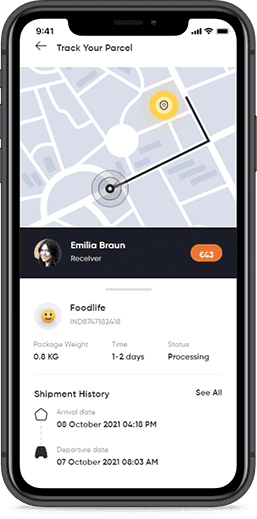 9:41
Track Your Parcel
Emilia Braun
Receiver
€43
Foodlife
IND8747182418
Package Weight Time Status
0.8 KG 1-2 days Processing
Shipment History See All
Arrival date
08 October 2021 04:18 PM
Departure date
07 October 2021 08:03 AM